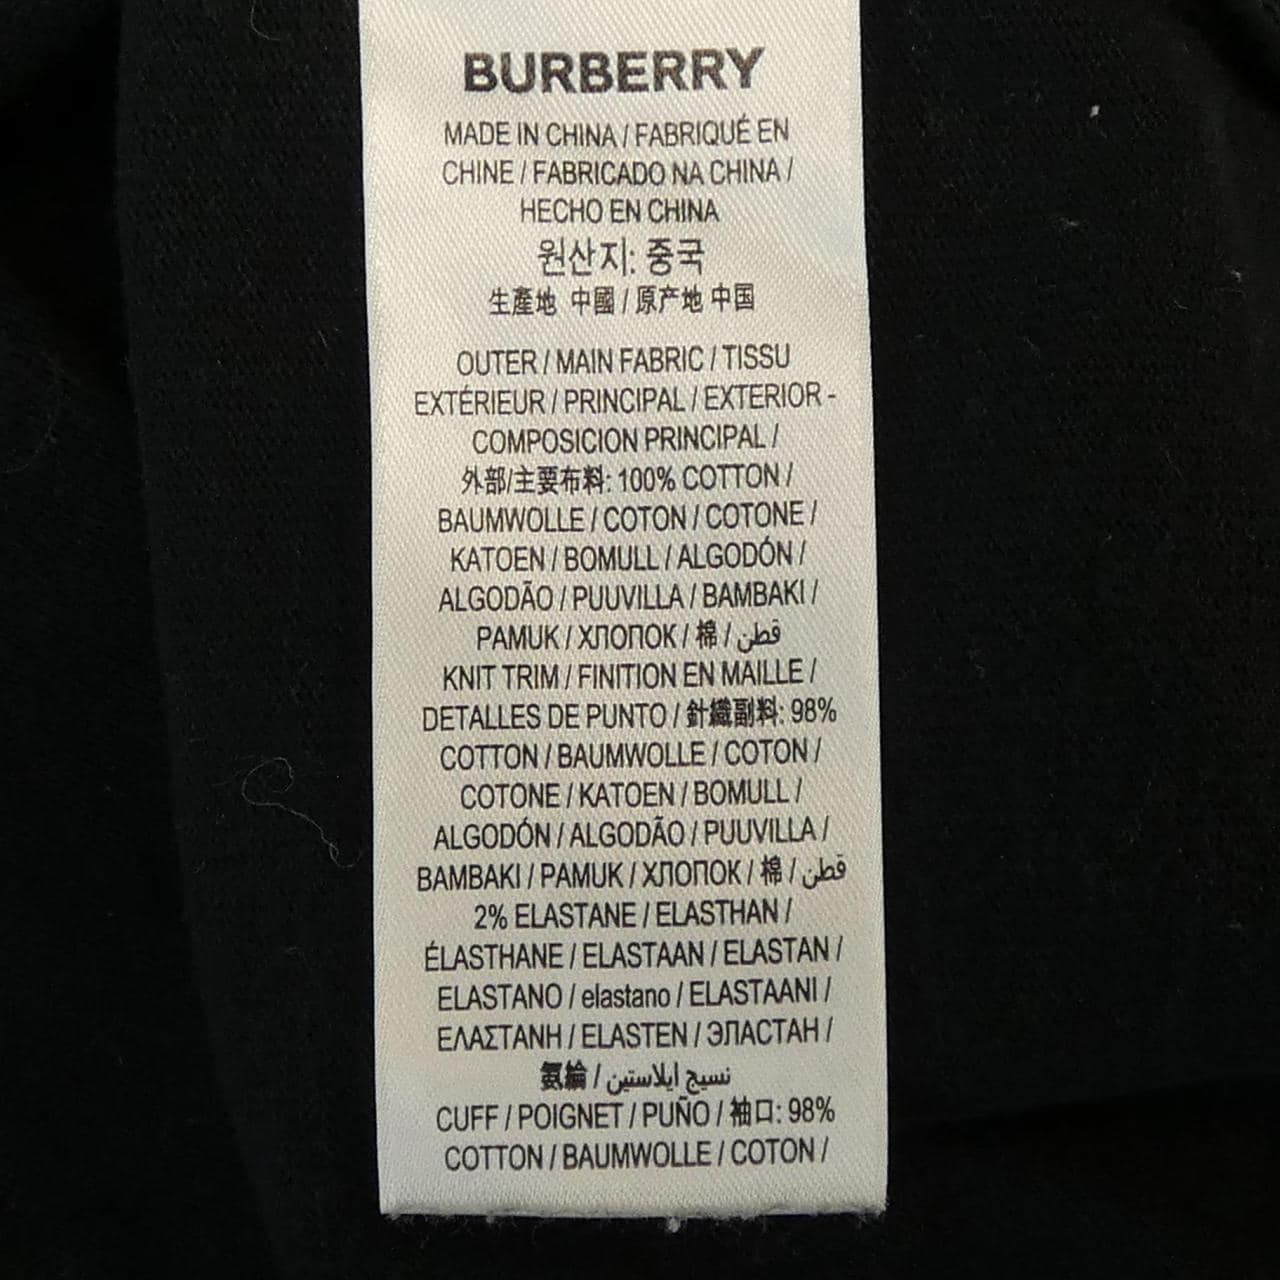 BURBERRY
MADE IN CHINA / FABRIQUÉ EN
CHINE / FABRICADO NA CHINA /
HECHO EN CHINA
원산지: 중국
生產地 中國 / 原产地 中国
OUTER / MAIN FABRIC / TISSU
EXTÉRIEUR / PRINCIPAL / EXTERIOR -
COMPOSICION PRINCIPAL /
外部/主要布料: 100% COTTON /
BAUMWOLLE / COTON / COTONE /
KATOEN / BOMULL / ALGODÓN /
ALGODÃO / PUUVILLA / BAMBAKI /
PAMUK / ХЛОПОК / 棉 / قطن
KNIT TRIM / FINITION EN MAILLE /
DETALLES DE PUNTO / 針織副料: 98%
COTTON / BAUMWOLLE / COTON /
COTONE / KATOEN / BOMULL /
ALGODÓN / ALGODÃO / PUUVILLA /
BAMBAKI / PAMUK / ХЛОПОК / 棉 / قطن
2% ELASTANE / ELASTHAN /
ÉLASTHANE / ELASTAAN / ELASTAN /
ELASTANO / elastano / ELASTAANI /
ΕΛΑΣΤΑΝΗ / ELASTEN / ЭЛАСТАН /
氨綸 / نسيج ايلاستين
CUFF / POIGNET / PUÑO / 袖口: 98%
COTTON / BAUMWOLLE / COTON /